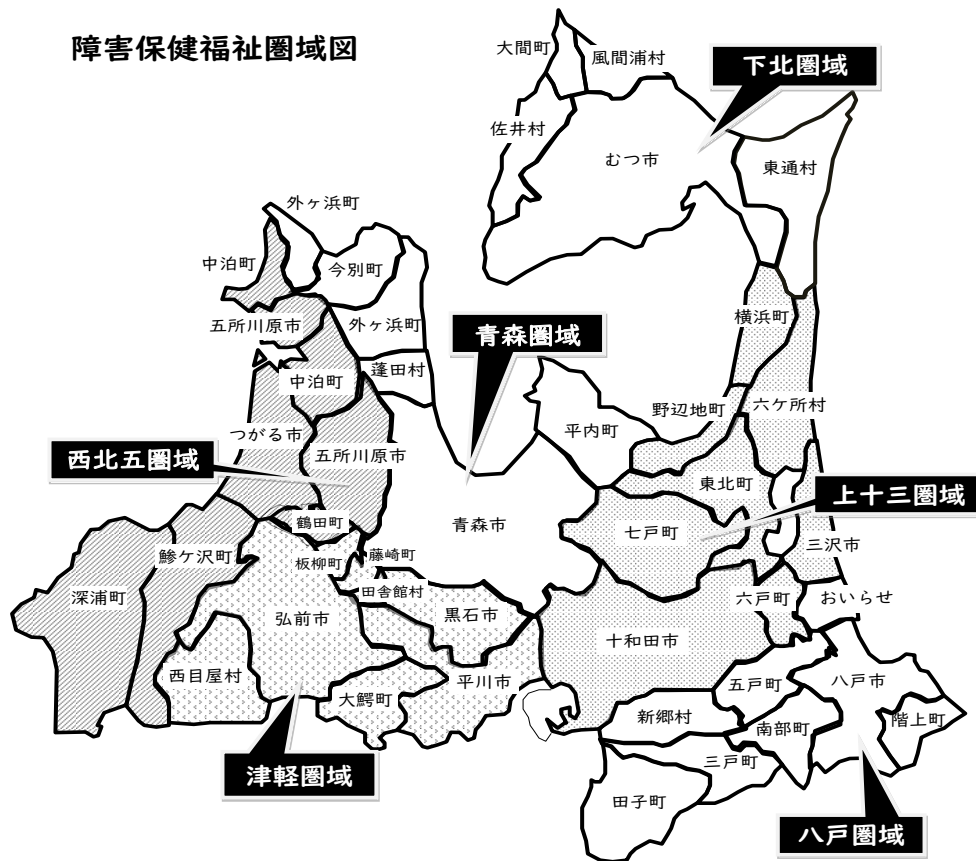 障害保健福祉圏域図
大間町
風間浦村
下北圏域
佐井村
むつ市
東通村
外ヶ浜町
中泊町
今別町
五所川原市
外ヶ浜町
横浜町
青森圏域
蓬田村
中泊町
野辺地町
六ケ所村
つがる市
平内町
五所川原市
西北五圏域
東北町
上十三圏域
鶴田町
青森市
七戸町
三沢市
鰺ケ沢町
板柳町
藤崎町
田舎館村
深浦町
弘前市
黒石市
六戸町
おいらせ
十和田市
西目屋村
平川市
大鰐町
五戸町
八戸市
新郷村
南部町
階上町
津軽圏域
三戸町
田子町
八戸圏域